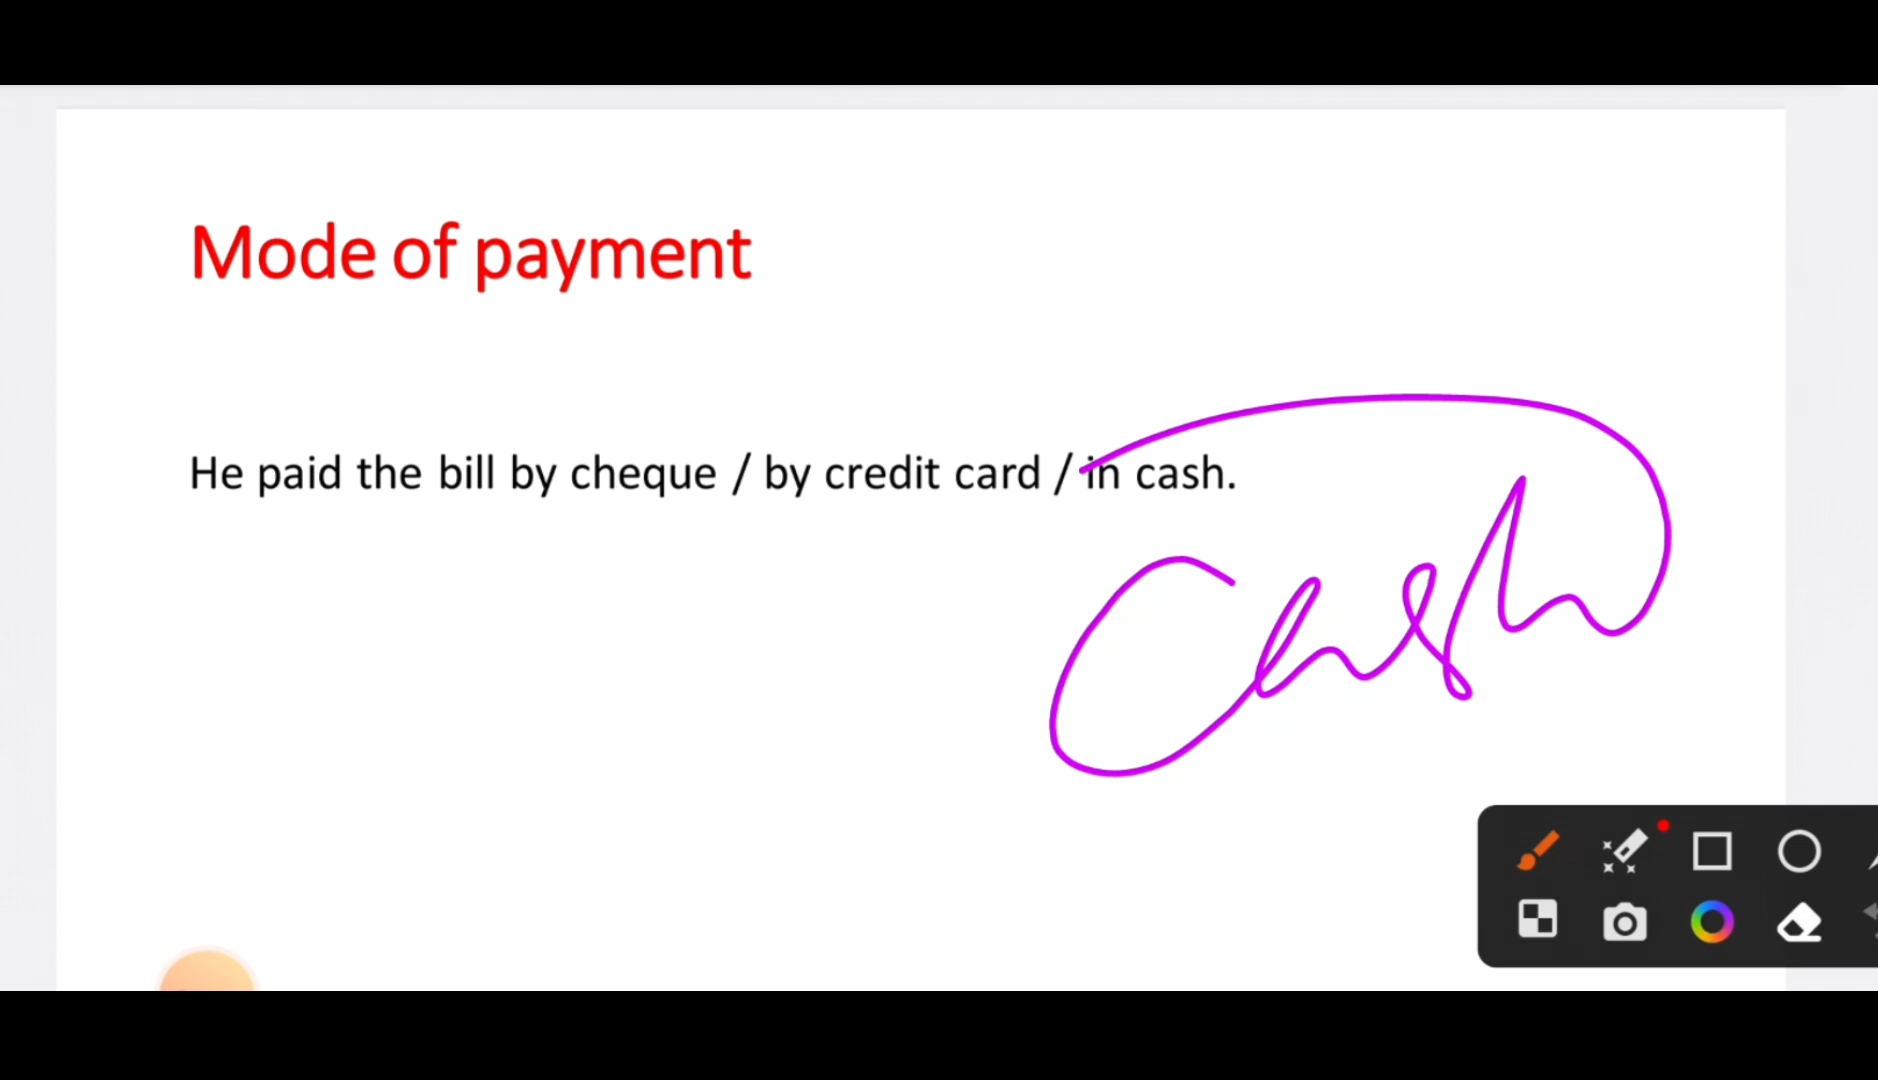 Mode of payment
He paid the bill by cheque / by credit card / in cash.
Cash